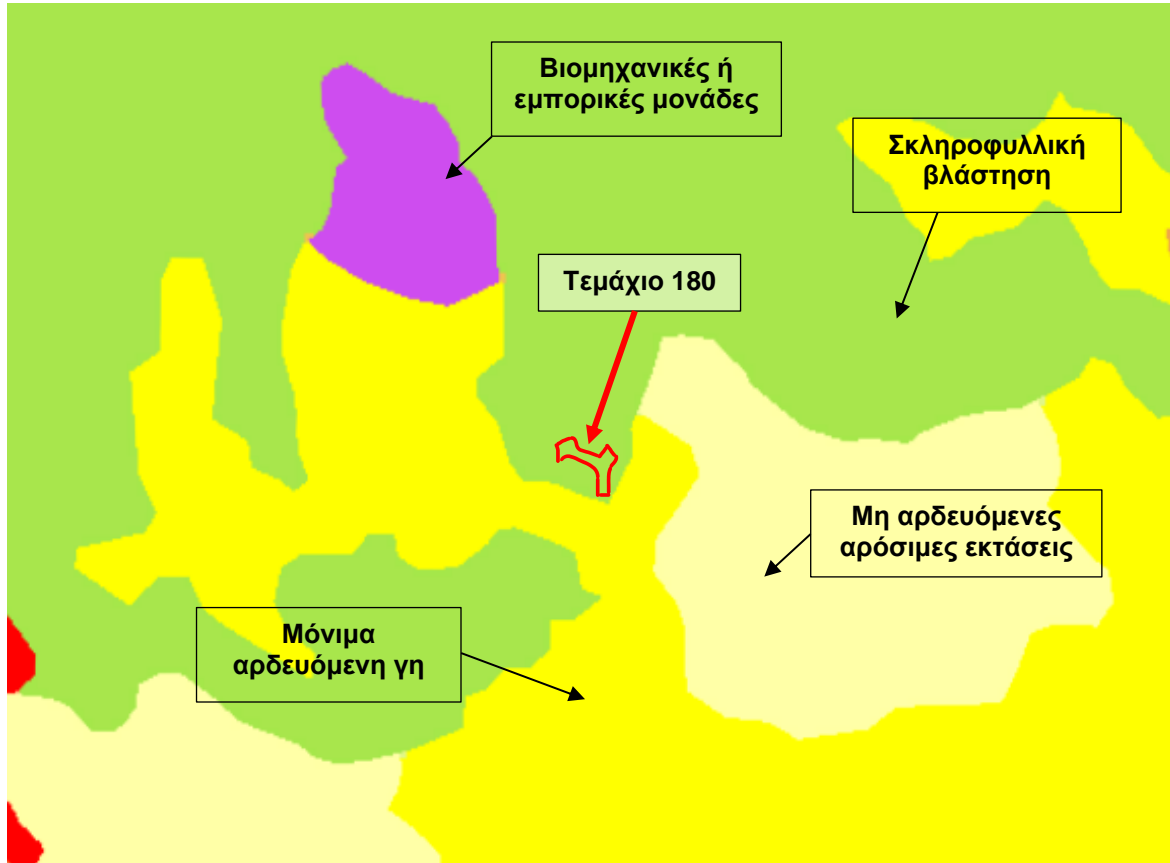 Βιομηχανικές ή
εμπορικές μονάδες
Σκληροφυλλική
βλάστηση
Τεμάχιο 180
Μη αρδευόμενες
αρόσιμες εκτάσεις
Μόνιμα
αρδευόμενη γη